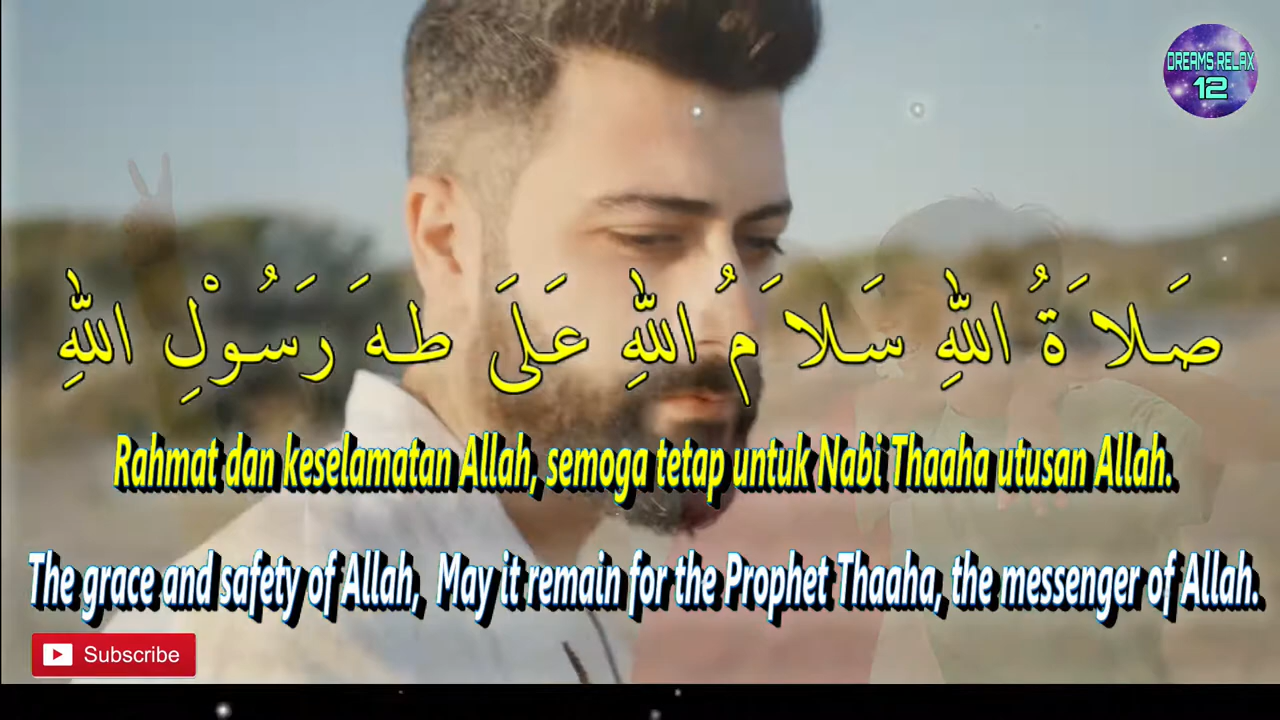 DREAMS RELAX
12
صَلاَةُ اللهِ سَلاَمُ اللهِ عَلَى طهَ رَسُوْلِ اللهِ
Rahmat dan keselamatan Allah, semoga tetap untuk Nabi Thaaha utusan Allah.
The grace and safety of Allah, May it remain for the Prophet Thaaha, the messenger of Allah.
Subscribe